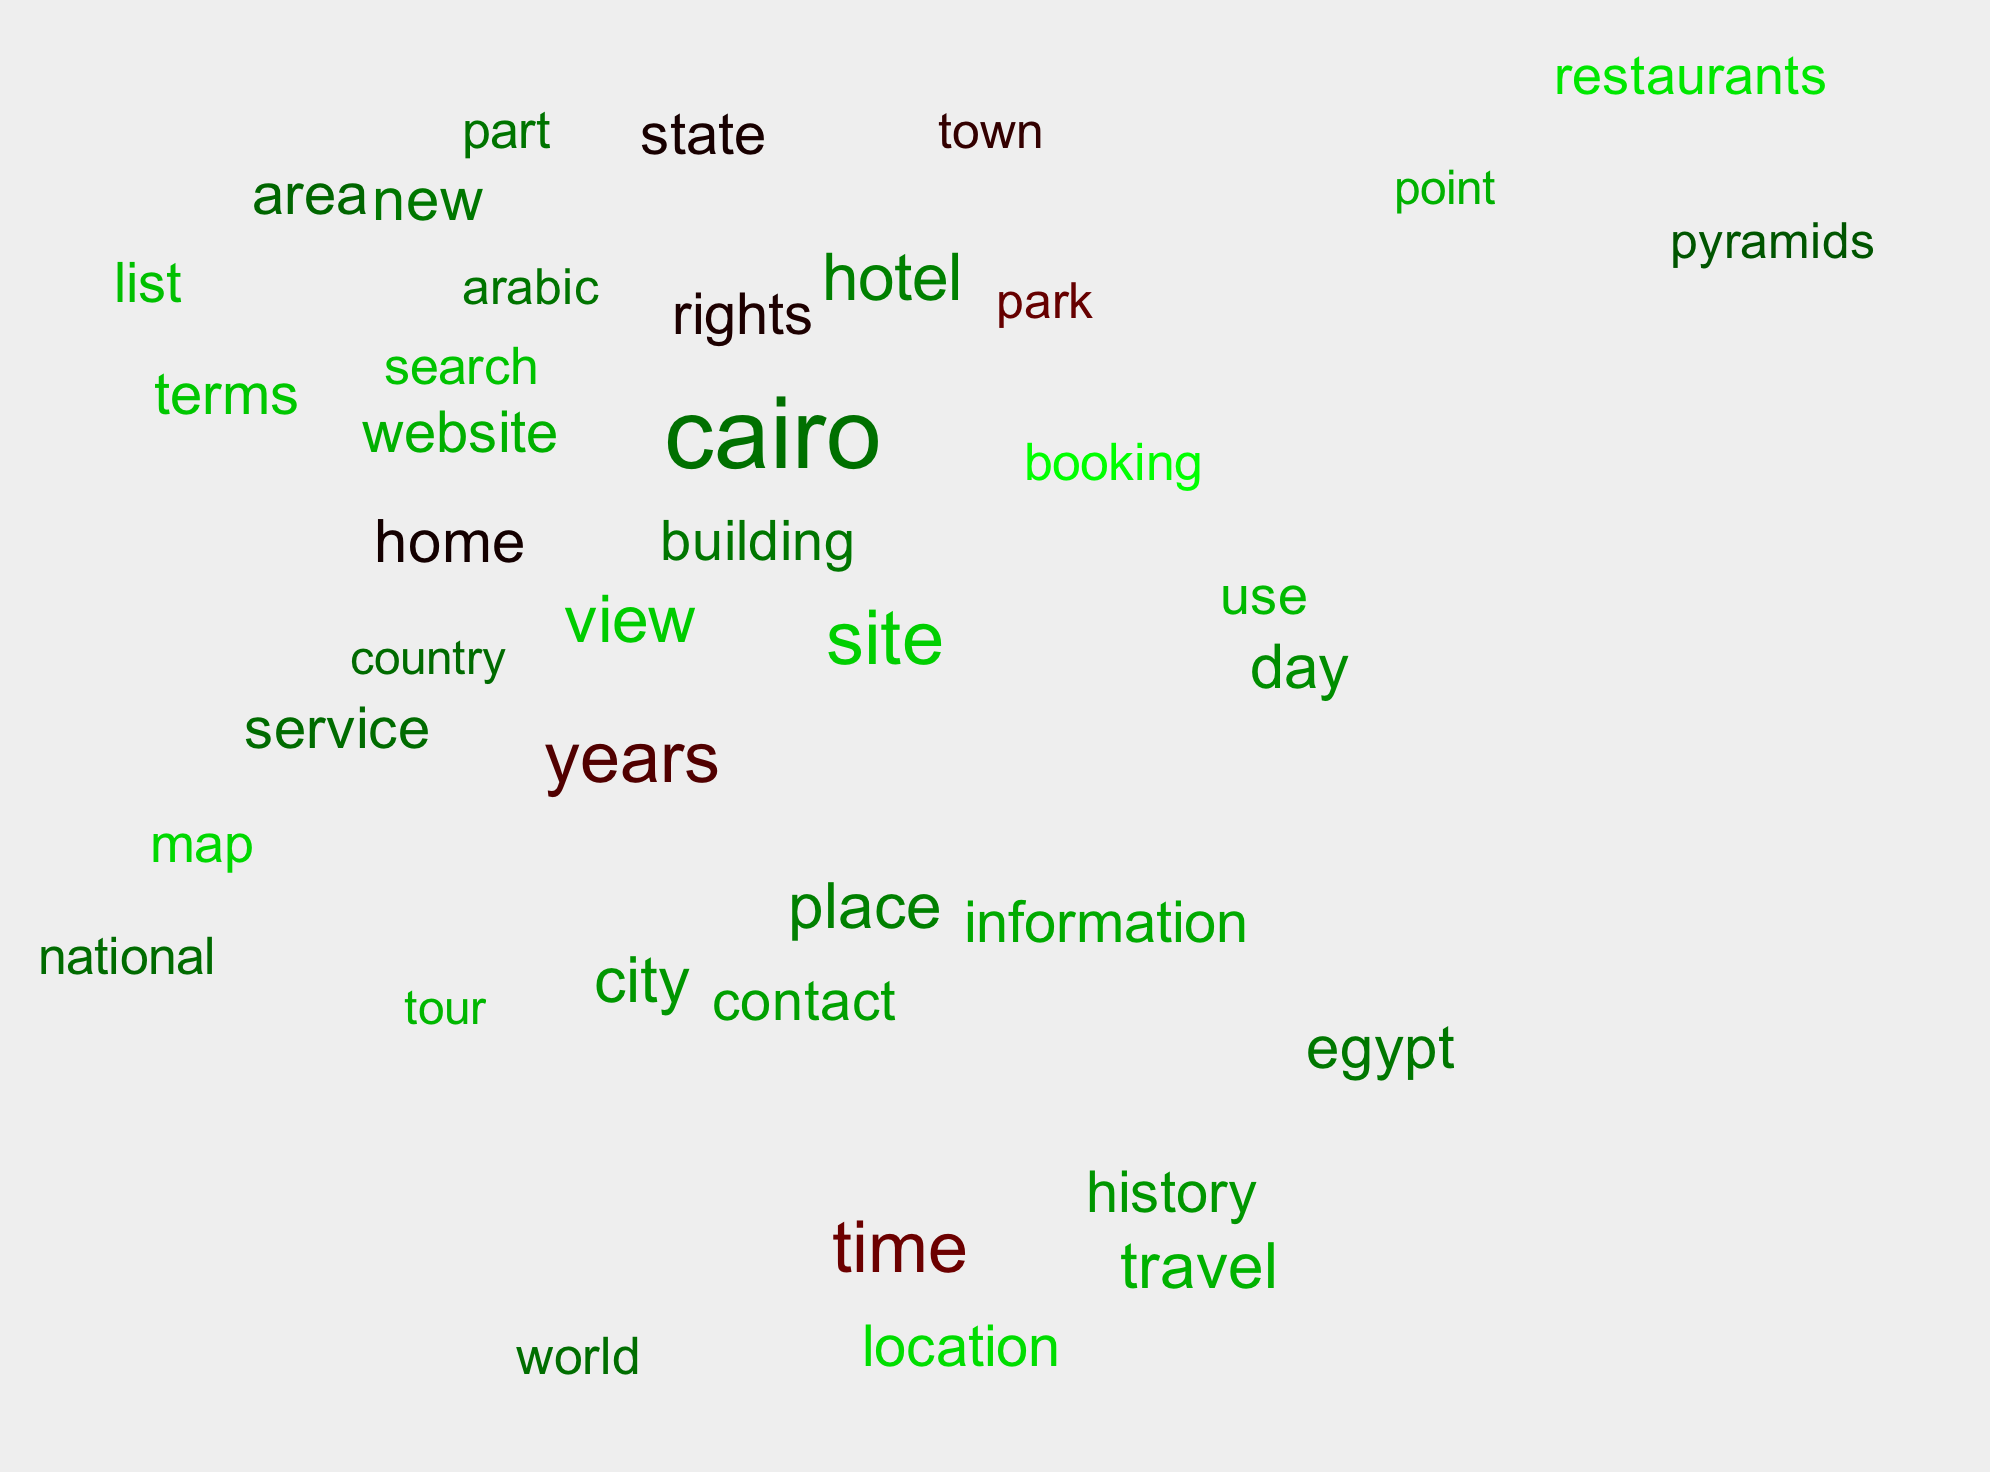 restaurants
part state town
area new point
pyramids
list arabic rights hotel park
terms search
website cairo booking
home building
view site use
country day
service years
map
place information
national city contact
tour
egypt
history
time travel
world location